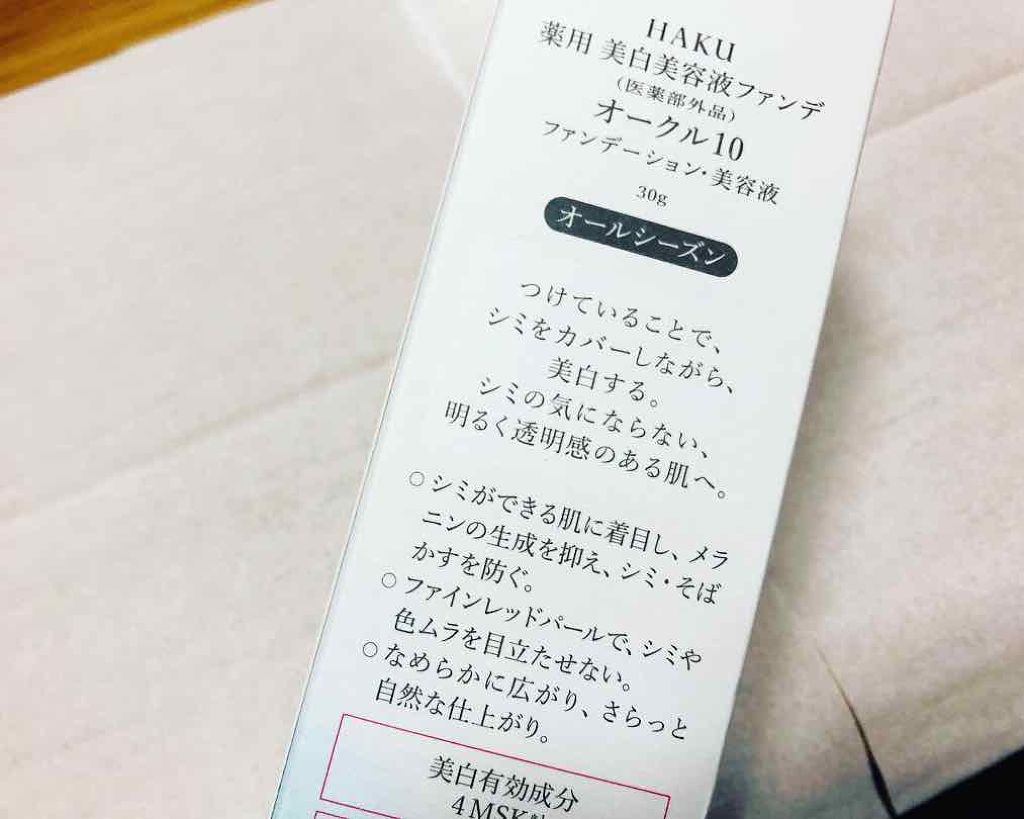 HAKU
薬用 美白美容液ファンデ
(医薬部外品)
オークル10
ファンデーション・美容液
30g
オールシーズン
つけていることで、
シミをカバーしながら、
美白する。
シミの気にならない、
明るく透明感のある肌へ。
○シミができる肌に着目し、メラ
ニンの生成を抑え、シミ・そば
かすを防ぐ。
○ファインレッドパールで、シミや
色ムラを目立たせない。
○なめらかに広がり、さらっと
自然な仕上がり。
美白有効成分
4MSK